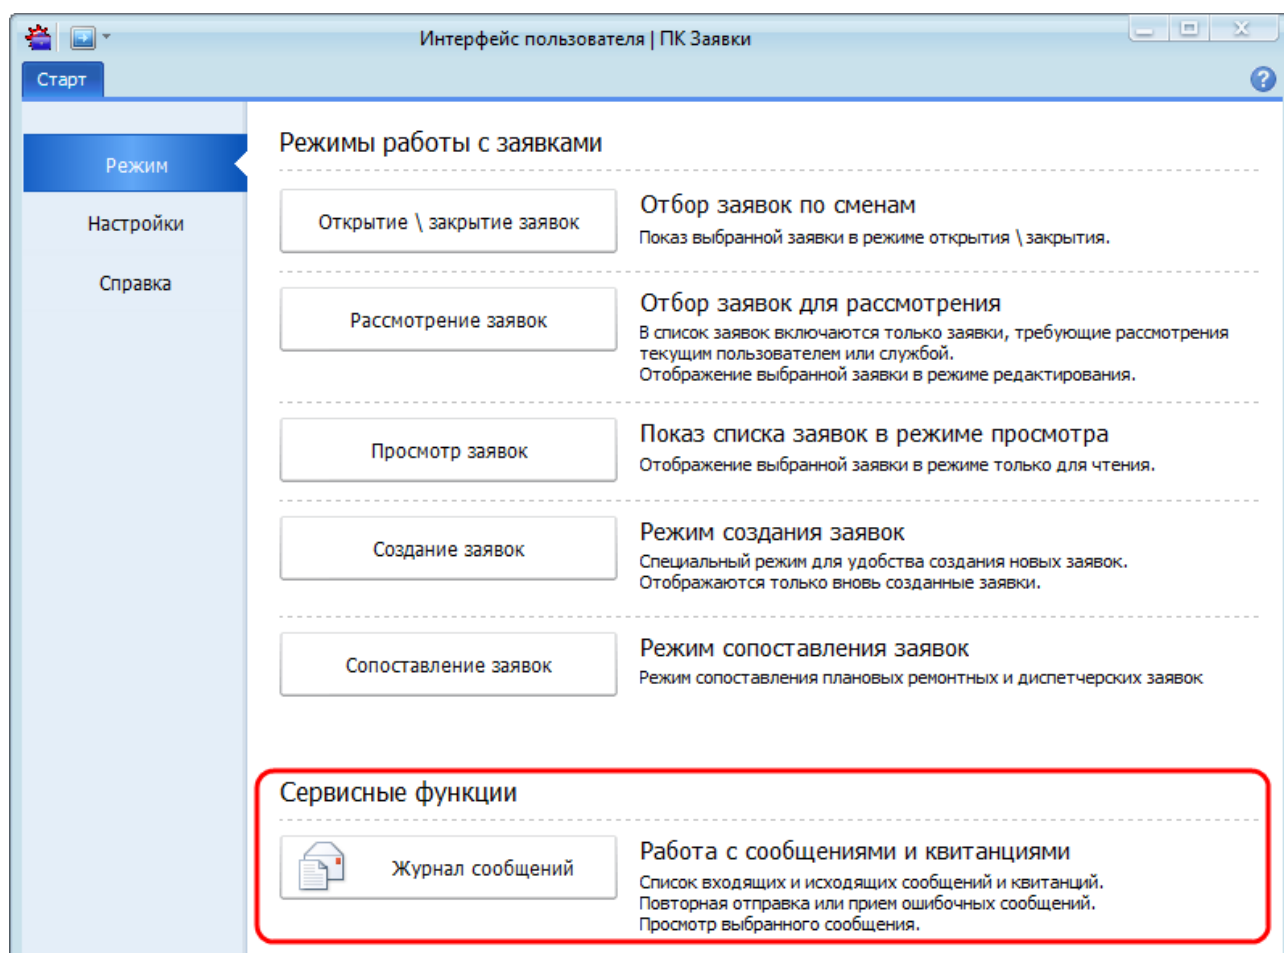 Интерфейс пользователя | ПК Заявки
Старт
Режим
Настройки
Справка
Режимы работы с заявками
Открытие \ закрытие заявок
Отбор заявок по сменам
Показ выбранной заявки в режиме открытия \ закрытия.
Рассмотрение заявок
Отбор заявок для рассмотрения
В список заявок включаются только заявки, требующие рассмотрения
текущим пользователем или службой.
Отображение выбранной заявки в режиме редактирования.
Просмотр заявок
Показ списка заявок в режиме просмотра
Отображение выбранной заявки в режиме только для чтения.
Создание заявок
Режим создания заявок
Специальный режим для удобства создания новых заявок.
Отображаются только вновь созданные заявки.
Сопоставление заявок
Режим сопоставления заявок
Режим сопоставления плановых ремонтных и диспетчерских заявок
Сервисные функции
Журнал сообщений
Работа с сообщениями и квитанциями
Список входящих и исходящих сообщений и квитанций.
Повторная отправка или прием ошибочных сообщений.
Просмотр выбранного сообщения.